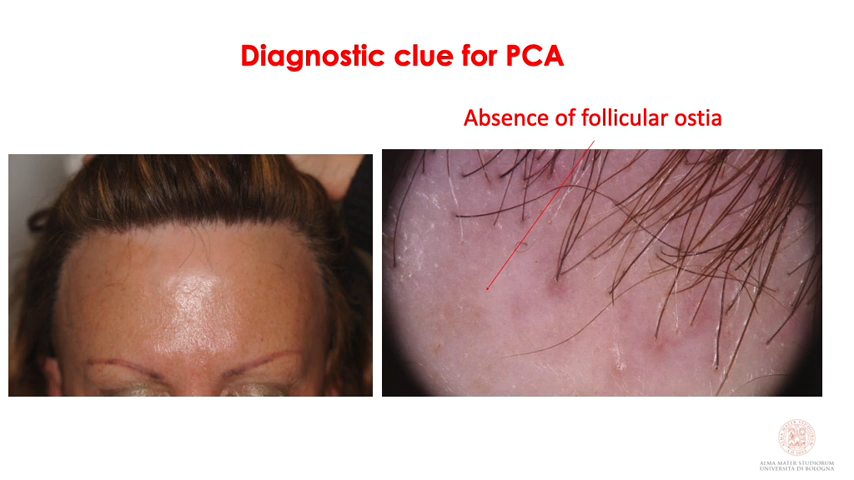 Diagnostic clue for PCA
Absence of follicular ostia
ALMA MATER STUDIORUM
UNIVERSITÀ DI BOLOGNA